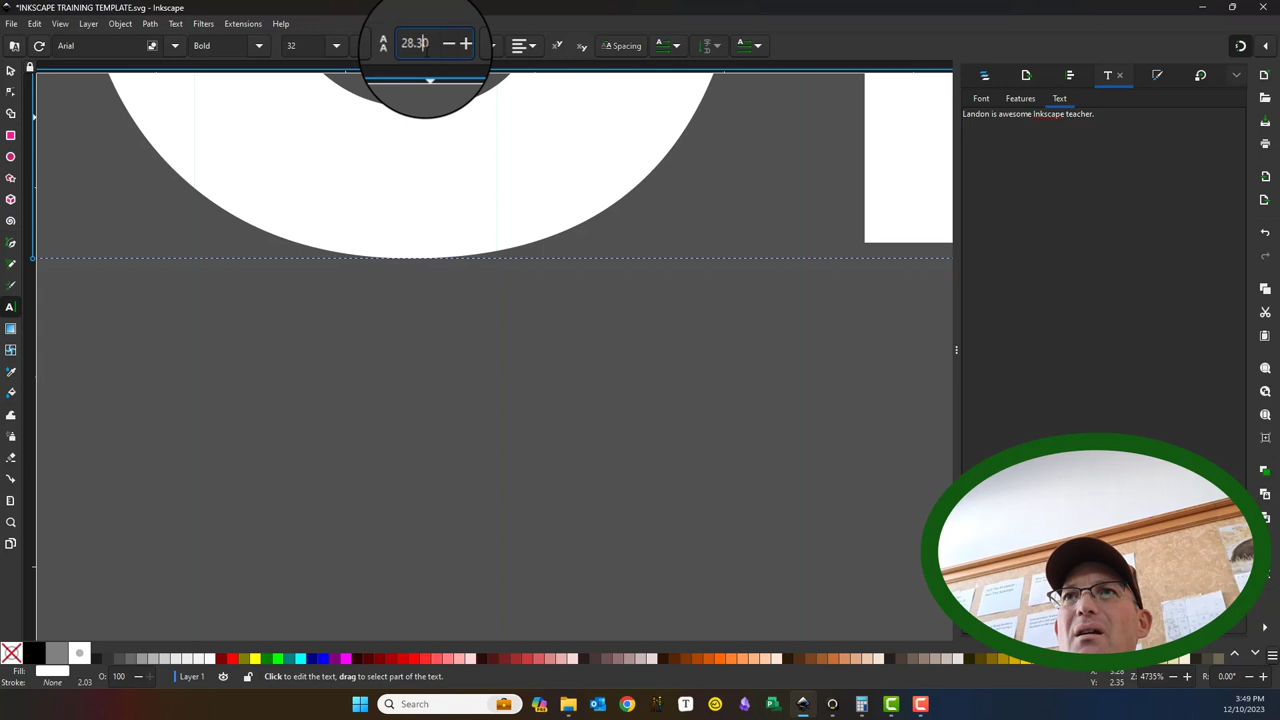 *INKSCAPE TRAINING TEMPLATE.svg - Inkscape
File Edit View Layer Object Path Text Filters Extensions Help
Arial Bold 32 28.30 Spacing
Font Features Text
Landon is awesome Inkscape teacher.
Fill:
Stroke: None 2.03 O: 100 Layer 1 Click to edit the text, drag to select part of the text.
Z: 4735% R: 0.00°
Y: 2.35
Search
3:49 PM
12/10/2023